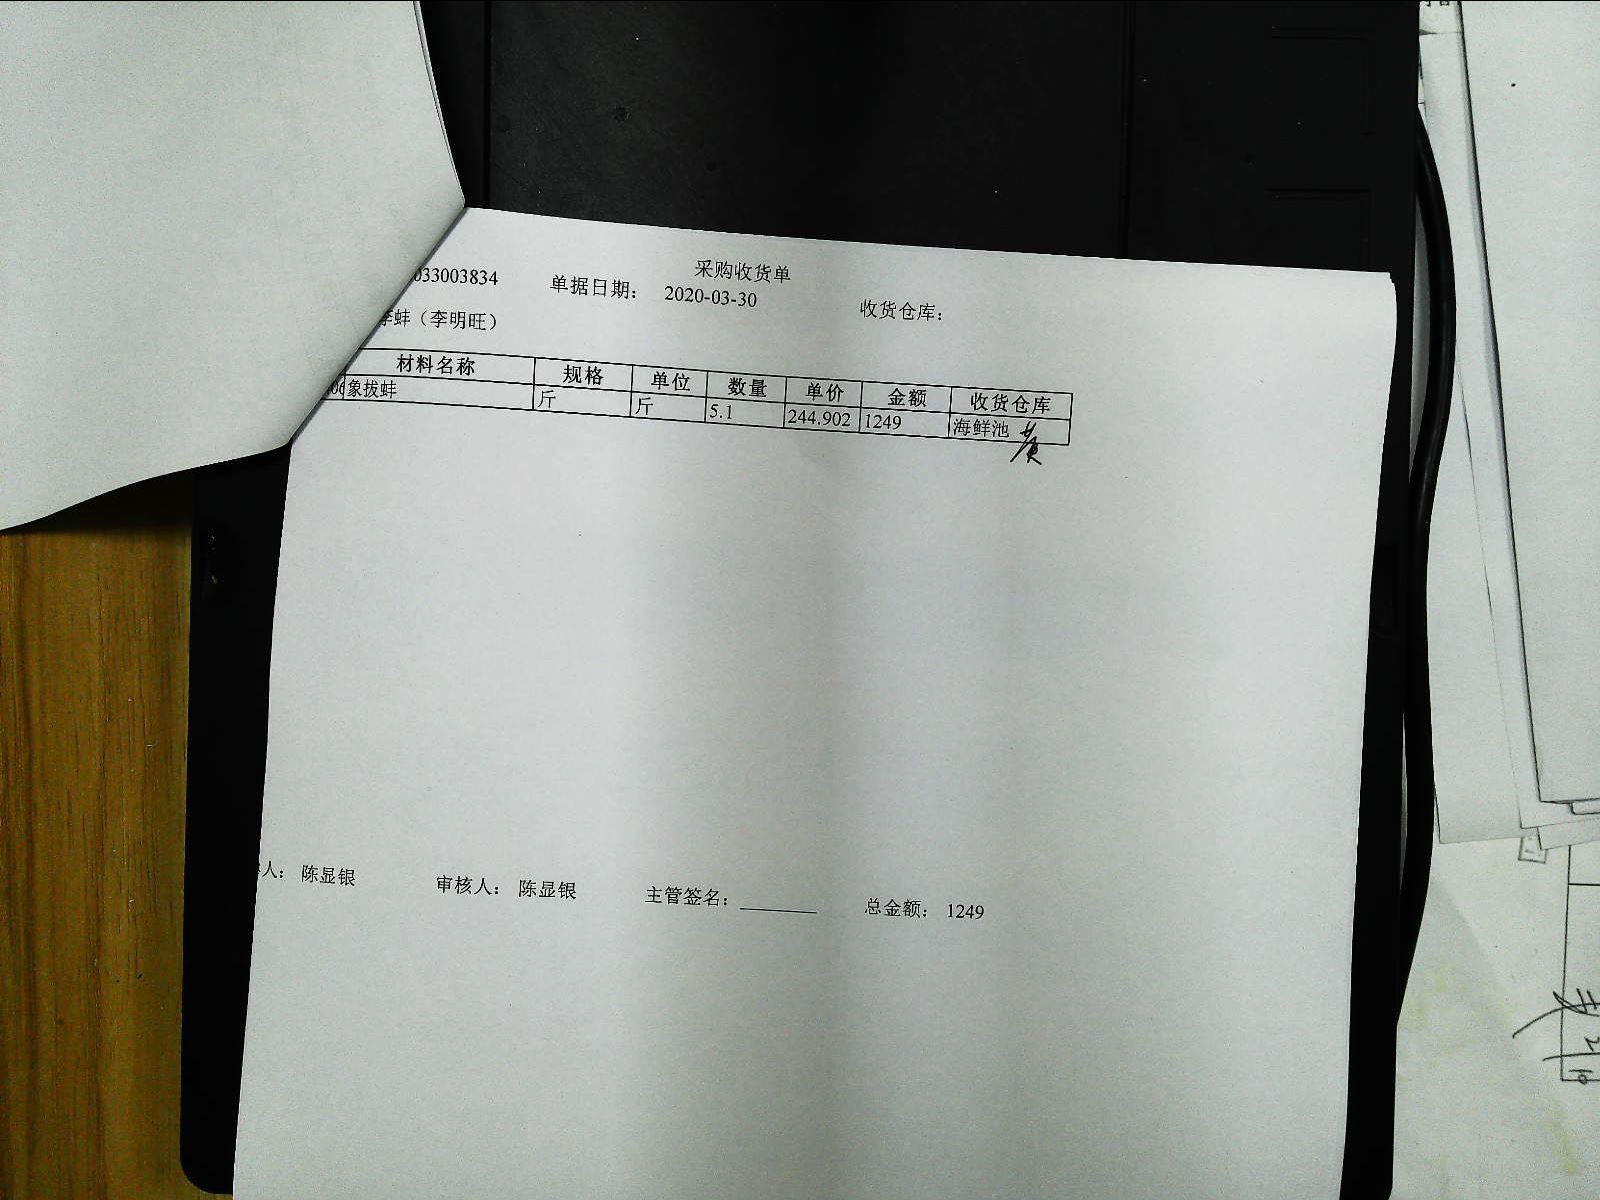 采购收货单
033003834 单据日期： 2020-03-30 收货仓库：
蚌（李明旺）
材料名称 规格 单位 数量 单价 金额 收货仓库
象拔蚌 斤 斤 5.1 244.902 1249 海鲜池 黄
人： 陈显银 审核人： 陈显银 主管签名： 总金额： 1249